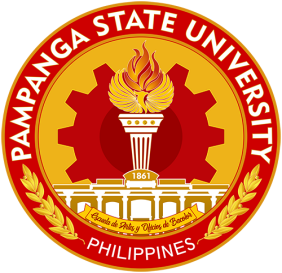 PAMPANGA STATE UNIVERSITY
1861
Escuela de Artes y Oficios de Bacolor
PHILIPPINES